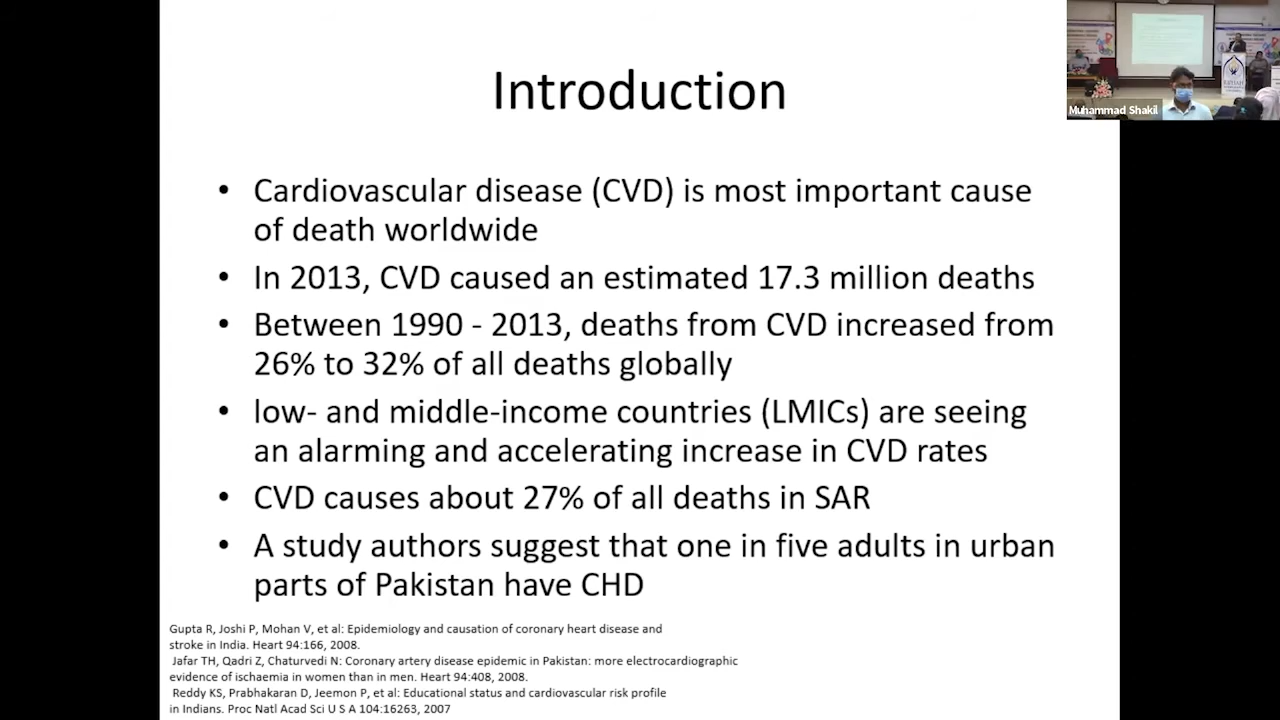 Introduction
Muhammad Shakil
• Cardiovascular disease (CVD) is most important cause
of death worldwide
• In 2013, CVD caused an estimated 17.3 million deaths
• Between 1990 - 2013, deaths from CVD increased from
26% to 32% of all deaths globally
• low- and middle-income countries (LMICs) are seeing
an alarming and accelerating increase in CVD rates
• CVD causes about 27% of all deaths in SAR
• A study authors suggest that one in five adults in urban
parts of Pakistan have CHD
Gupta R, Joshi P, Mohan V, et al: Epidemiology and causation of coronary heart disease and
stroke in India. Heart 94:166, 2008.
Jafar TH, Qadri Z, Chaturvedi N: Coronary artery disease epidemic in Pakistan: more electrocardiographic
evidence of ischaemia in women than in men. Heart 94:408, 2008.
Reddy KS, Prabhakaran D, Jeemon P, et al: Educational status and cardiovascular risk profile
in Indians. Proc Natl Acad Sci U S A 104:16263, 2007